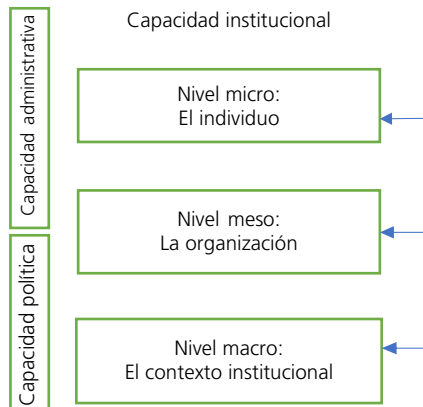 Capacidad institucional
Capacidad administrativa
Nivel micro:
El individuo
Nivel meso:
La organización
Capacidad política
Nivel macro:
El contexto institucional